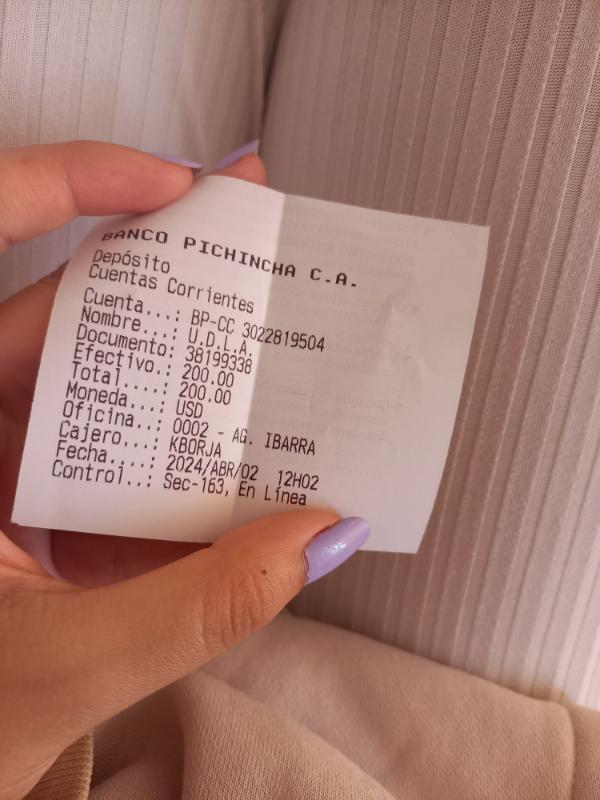 BANCO PICHINCHA C.A.
Depósito
Cuentas Corrientes
Cuenta...: BP-CC 3022819504
Nombre...: U.D.L.A.
Documento: 38199338
Efectivo.: 200.00
Total....: 200.00
Moneda...: USD
Oficina..: 0002 - AG. IBARRA
Cajero...: KBORJA
Fecha....: 2024/ABR/02 12H02
Control..: Sec-163, En Línea